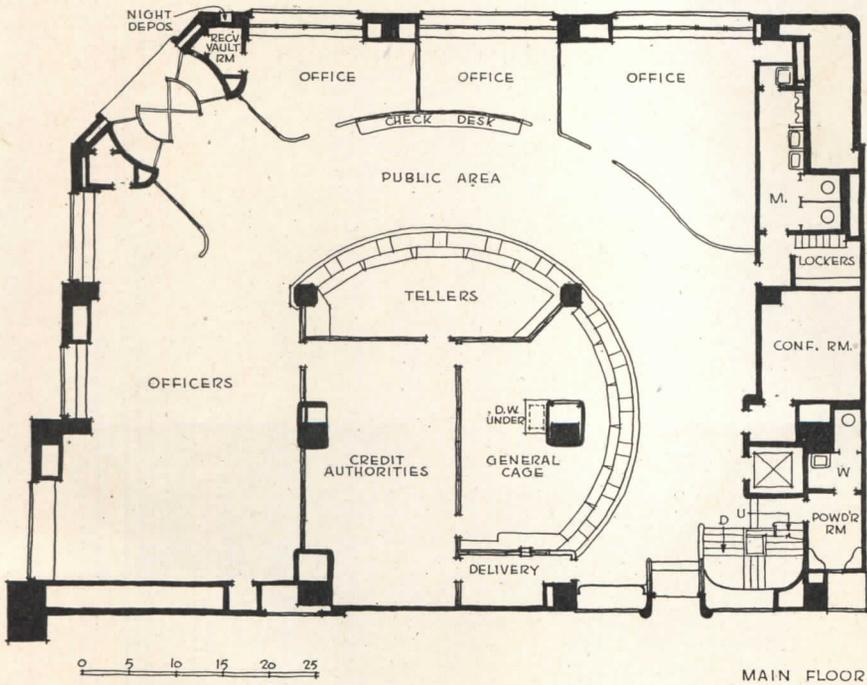 NIGHT
DEPOS.
RECV
VAULT
RM
OFFICE
OFFICE
OFFICE
CHECK DESK
PUBLIC AREA
M.
LOCKERS
TELLERS
CONF. RM.
OFFICERS
D.W.
UNDER
CREDIT
AUTHORITIES
GENERAL
CAGE
W
U
D
POWD'R
RM
DELIVERY
0 5 10 15 20 25
MAIN FLOOR